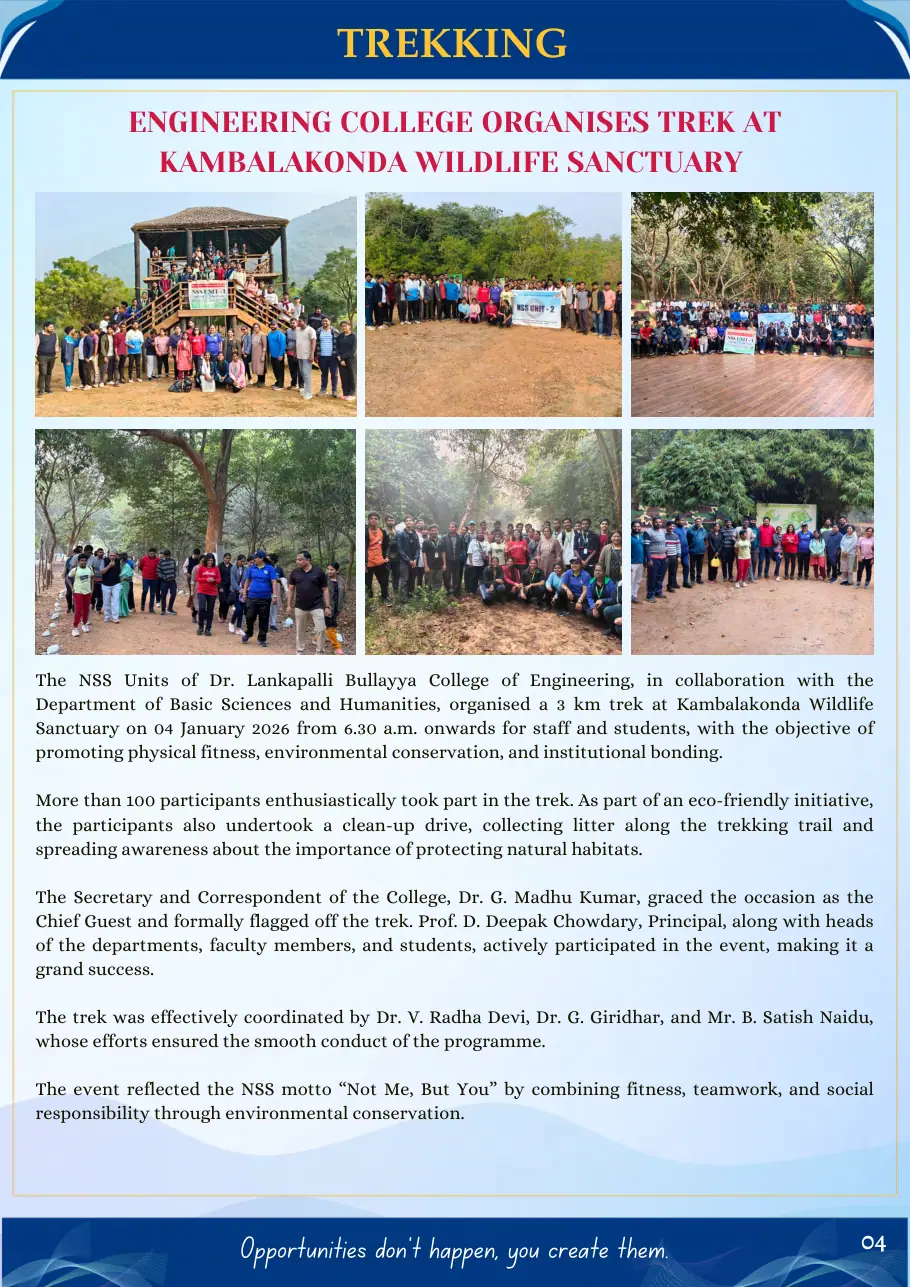 TREKKING
ENGINEERING COLLEGE ORGANISES TREK AT
KAMBALAKONDA WILDLIFE SANCTUARY
NSS UNIT - 1
NSS UNIT - 2
NSS UNIT - 1
The NSS Units of Dr. Lankapalli Bullayya College of Engineering, in collaboration with the
Department of Basic Sciences and Humanities, organised a 3 km trek at Kambalakonda Wildlife
Sanctuary on 04 January 2026 from 6.30 a.m. onwards for staff and students, with the objective of
promoting physical fitness, environmental conservation, and institutional bonding.
More than 100 participants enthusiastically took part in the trek. As part of an eco-friendly initiative,
the participants also undertook a clean-up drive, collecting litter along the trekking trail and
spreading awareness about the importance of protecting natural habitats.
The Secretary and Correspondent of the College, Dr. G. Madhu Kumar, graced the occasion as the
Chief Guest and formally flagged off the trek. Prof. D. Deepak Chowdary, Principal, along with heads
of the departments, faculty members, and students, actively participated in the event, making it a
grand success.
The trek was effectively coordinated by Dr. V. Radha Devi, Dr. G. Giridhar, and Mr. B. Satish Naidu,
whose efforts ensured the smooth conduct of the programme.
The event reflected the NSS motto “Not Me, But You” by combining fitness, teamwork, and social
responsibility through environmental conservation.
Opportunities don't happen, you create them.
04